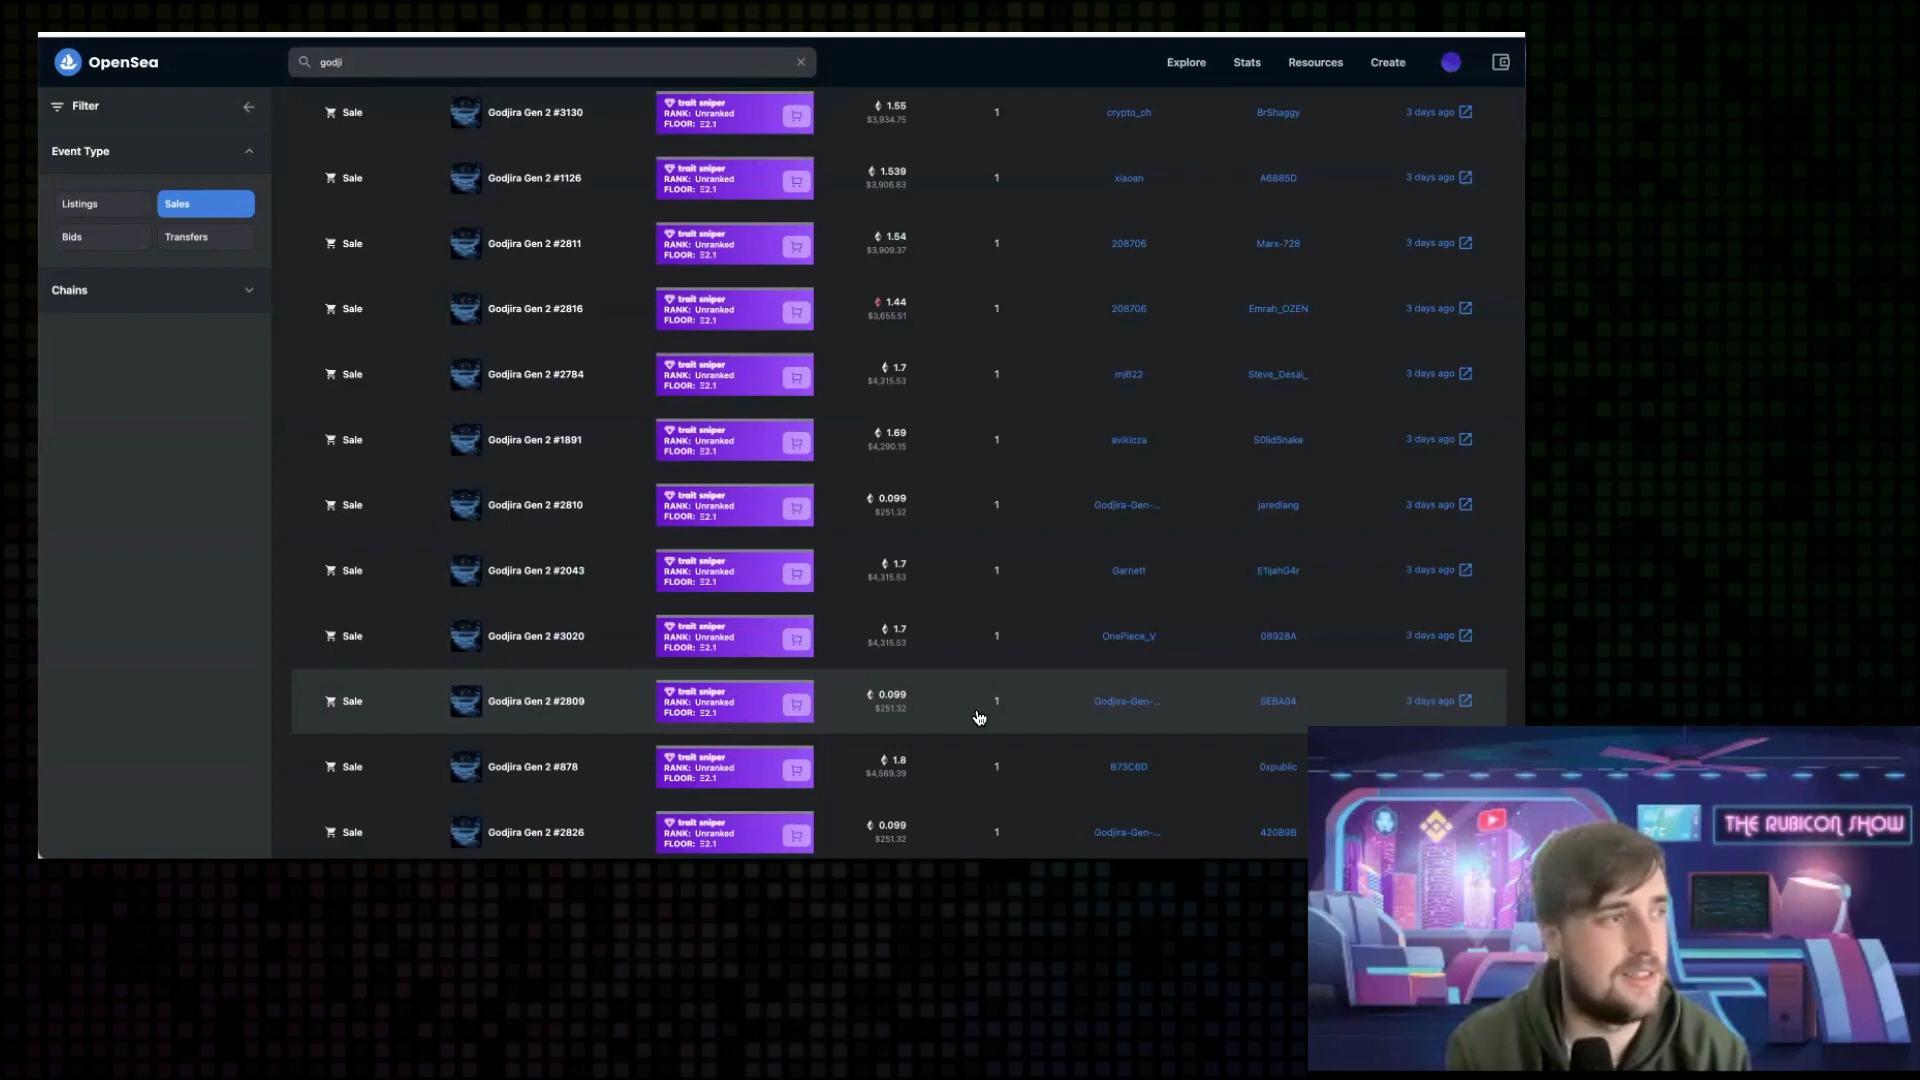 OpenSea
godji
Explore
Stats
Resources
Create
Filter
Event Type
Listings
Sales
Bids
Transfers
Chains
Sale
Godjira Gen 2 #3130
trait sniper
RANK: Unranked
FLOOR: Ξ2.1
1.55
$3,934.75
1
crypto_ch
BrShaggy
3 days ago
Sale
Godjira Gen 2 #1126
trait sniper
RANK: Unranked
FLOOR: Ξ2.1
1.539
$3,906.83
1
xiaoan
A6885D
3 days ago
Sale
Godjira Gen 2 #2811
trait sniper
RANK: Unranked
FLOOR: Ξ2.1
1.54
$3,909.37
1
208706
Marx-728
3 days ago
Sale
Godjira Gen 2 #2816
trait sniper
RANK: Unranked
FLOOR: Ξ2.1
1.44
$3,655.51
1
208706
Emrah_OZEN
3 days ago
Sale
Godjira Gen 2 #2784
trait sniper
RANK: Unranked
FLOOR: Ξ2.1
1.7
$4,315.53
1
mj622
Steve_Desai_
3 days ago
Sale
Godjira Gen 2 #1891
trait sniper
RANK: Unranked
FLOOR: Ξ2.1
1.69
$4,290.15
1
avikicza
S0lidSnake
3 days ago
Sale
Godjira Gen 2 #2810
trait sniper
RANK: Unranked
FLOOR: Ξ2.1
0.099
$251.32
1
Godjira-Gen-...
jaredlang
3 days ago
Sale
Godjira Gen 2 #2043
trait sniper
RANK: Unranked
FLOOR: Ξ2.1
1.7
$4,315.53
1
Garnett
E1ijahG4r
3 days ago
Sale
Godjira Gen 2 #3020
trait sniper
RANK: Unranked
FLOOR: Ξ2.1
1.7
$4,315.53
1
OnePiece_V
08928A
3 days ago
Sale
Godjira Gen 2 #2809
trait sniper
RANK: Unranked
FLOOR: Ξ2.1
0.099
$251.32
1
Godjira-Gen-...
5EBA04
3 days ago
Sale
Godjira Gen 2 #878
trait sniper
RANK: Unranked
FLOOR: Ξ2.1
1.8
$4,569.39
1
B73C6D
0xpublic
Sale
Godjira Gen 2 #2826
trait sniper
RANK: Unranked
FLOOR: Ξ2.1
0.099
$251.32
1
Godjira-Gen-...
420B9B
THE RUBICON SHOW